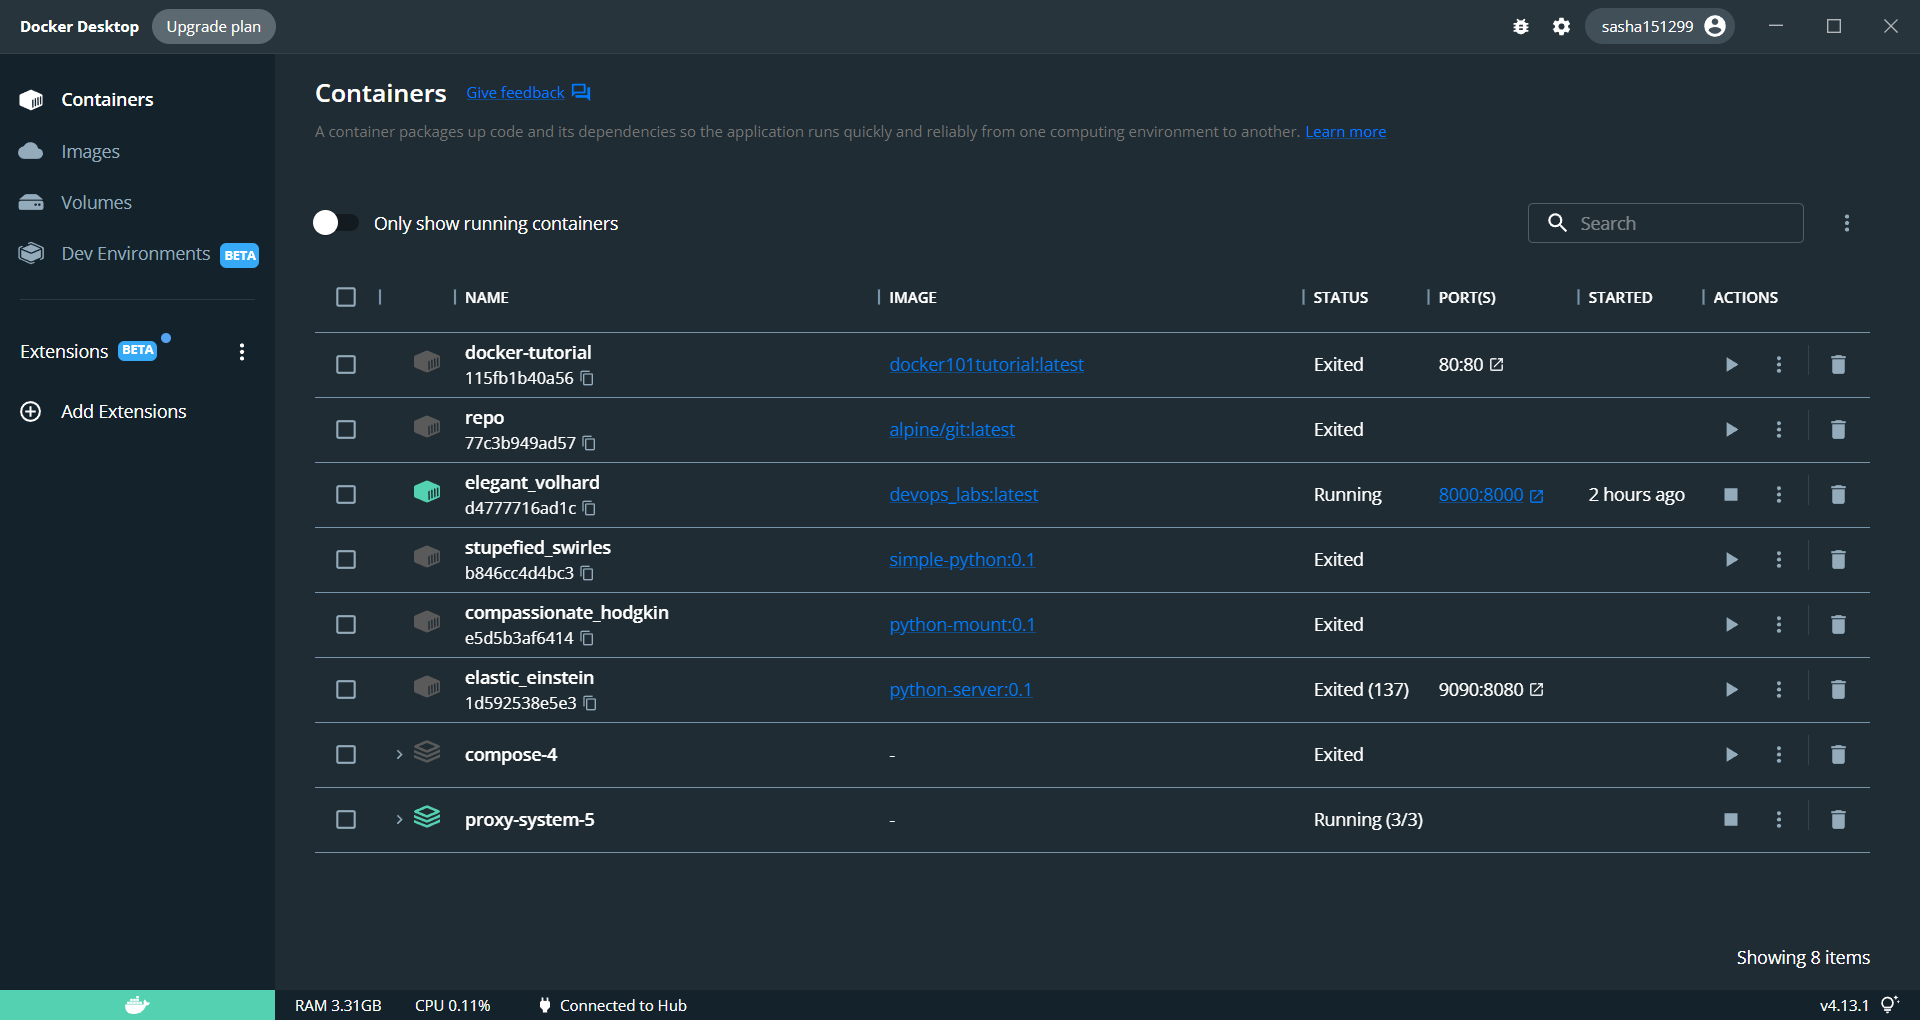 Docker Desktop Upgrade plan sasha151299
Containers
Images
Volumes
Dev Environments BETA
Extensions BETA
Add Extensions
Containers Give feedback
A container packages up code and its dependencies so the application runs quickly and reliably from one computing environment to another. Learn more
Only show running containers Search
NAME IMAGE STATUS PORT(S) STARTED ACTIONS
docker-tutorial
115fb1b40a56 docker101tutorial:latest Exited 80:80
repo
77c3b949ad57 alpine/git:latest Exited
elegant_volhard
d4777716ad1c devops_labs:latest Running 8000:8000 2 hours ago
stupefied_swirles
b846cc4d4bc3 simple-python:0.1 Exited
compassionate_hodgkin
e5d5b3af6414 python-mount:0.1 Exited
elastic_einstein
1d592538e5e3 python-server:0.1 Exited (137) 9090:8080
compose-4 - Exited
proxy-system-5 - Running (3/3)
Showing 8 items
RAM 3.31GB CPU 0.11% Connected to Hub v4.13.1